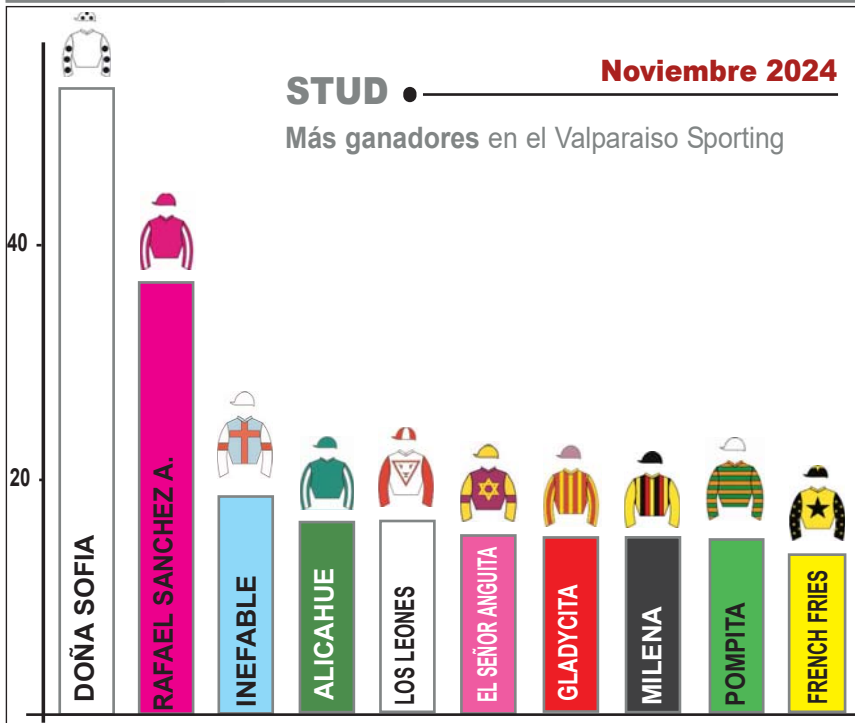 Noviembre 2024
STUD
Más ganadores en el Valparaiso Sporting
40
20
DOÑA SOFIA
RAFAEL SANCHEZ A.
INEFABLE
ALICAHUE
LOS LEONES
EL SEÑOR ANGUITA
GLADYCITA
MILENA
POMPITA
FRENCH FRIES